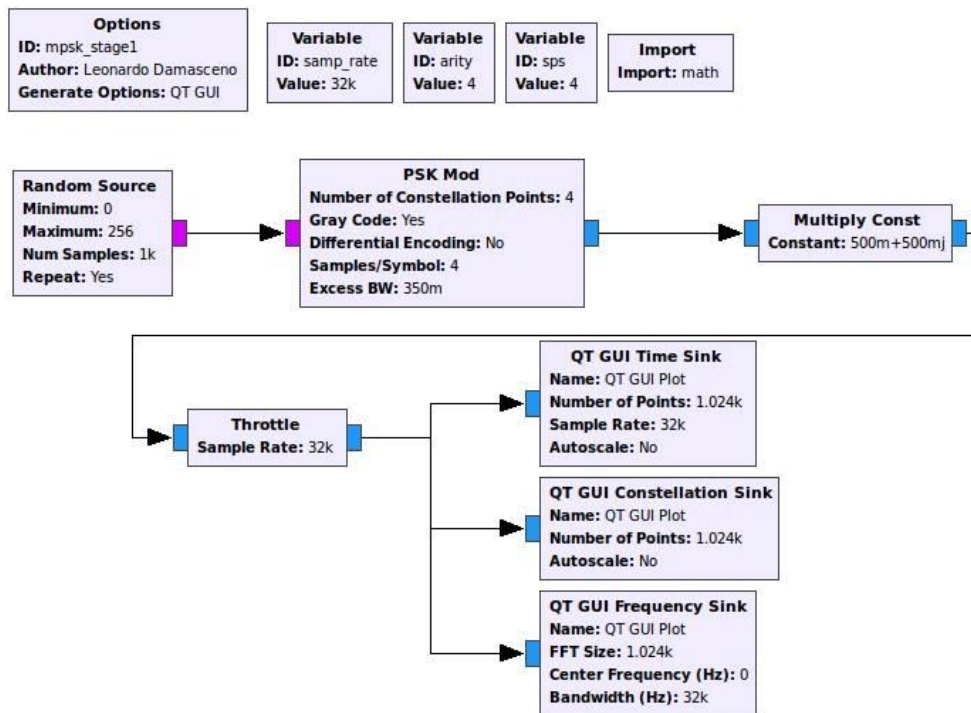 Options
ID: mpsk_stage1
Author: Leonardo Damasceno
Generate Options: QT GUI
Variable
ID: samp_rate
Value: 32k
Variable
ID: arity
Value: 4
Variable
ID: sps
Value: 4
Import
Import: math
Random Source
Minimum: 0
Maximum: 256
Num Samples: 1k
Repeat: Yes
PSK Mod
Number of Constellation Points: 4
Gray Code: Yes
Differential Encoding: No
Samples/Symbol: 4
Excess BW: 350m
Multiply Const
Constant: 500m+500mj
Throttle
Sample Rate: 32k
QT GUI Time Sink
Name: QT GUI Plot
Number of Points: 1.024k
Sample Rate: 32k
Autoscale: No
QT GUI Constellation Sink
Name: QT GUI Plot
Number of Points: 1.024k
Autoscale: No
QT GUI Frequency Sink
Name: QT GUI Plot
FFT Size: 1.024k
Center Frequency (Hz): 0
Bandwidth (Hz): 32k